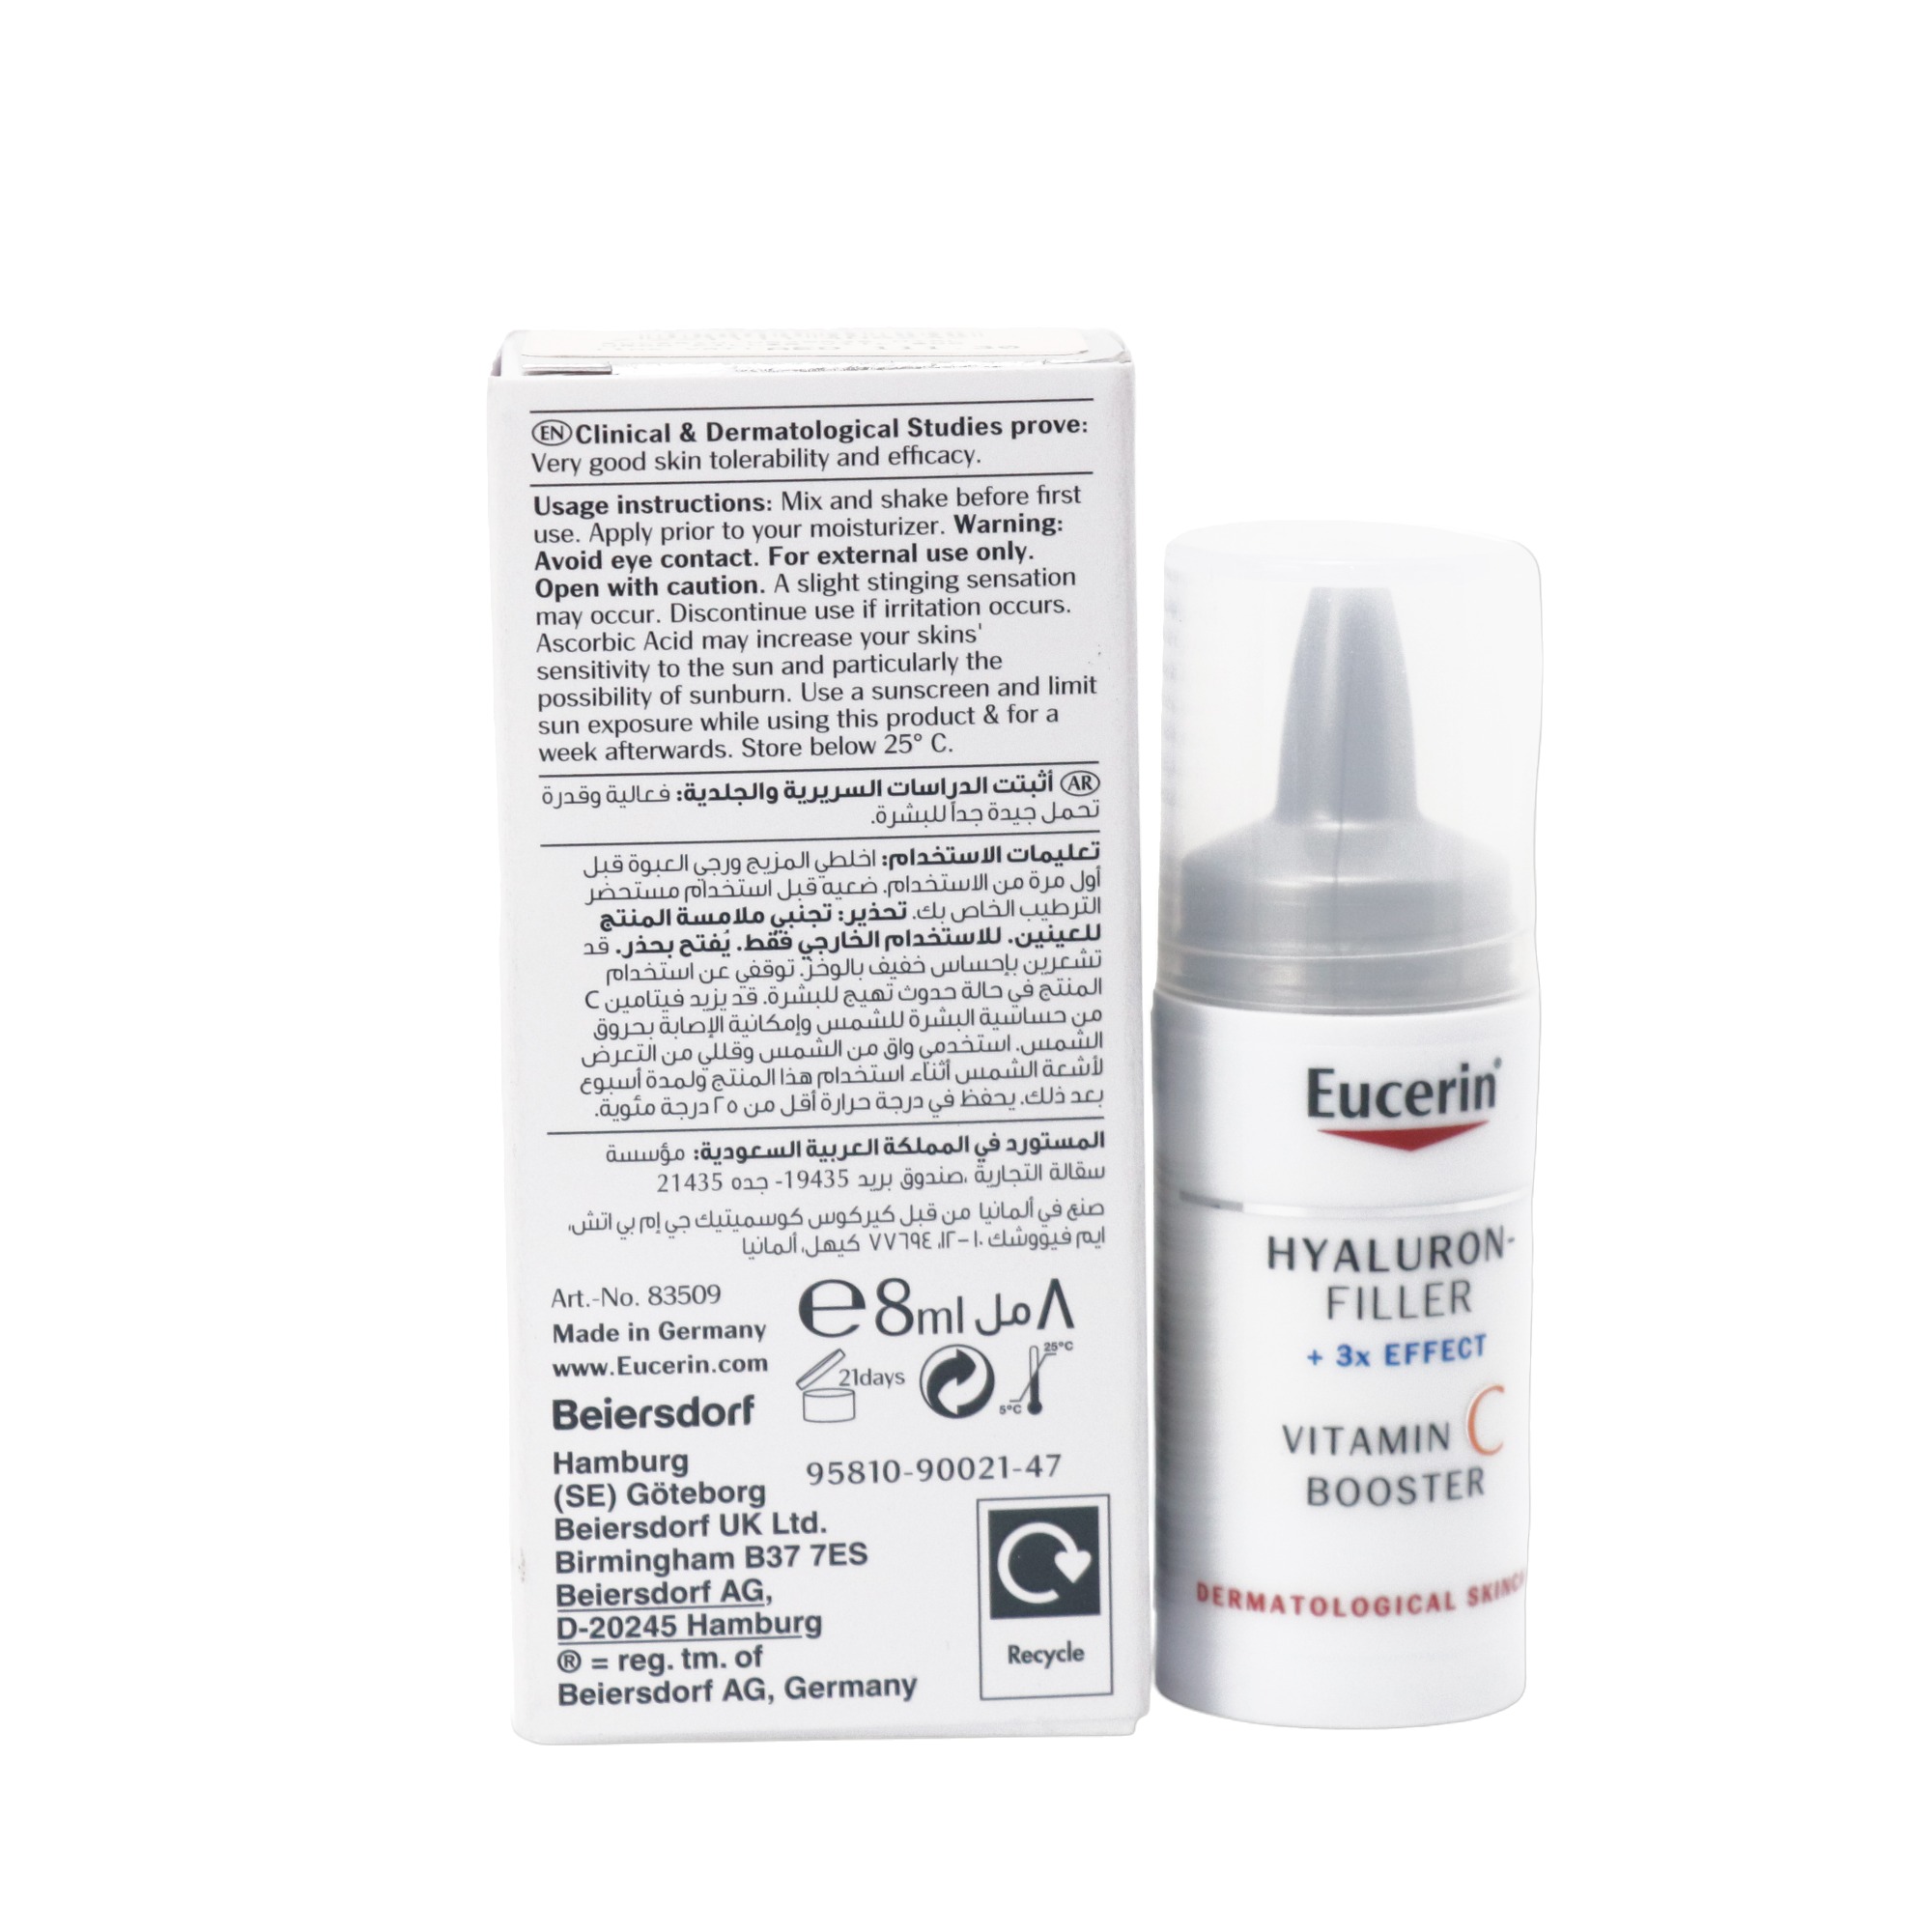 EN Clinical & Dermatological Studies prove:
Very good skin tolerability and efficacy.
Usage instructions: Mix and shake before first
use. Apply prior to your moisturizer. Warning:
Avoid eye contact. For external use only.
Open with caution. A slight stinging sensation
may occur. Discontinue use if irritation occurs.
Ascorbic Acid may increase your skins'
sensitivity to the sun and particularly the
possibility of sunburn. Use a sunscreen and limit
sun exposure while using this product & for a
week afterwards. Store below 25° C.
AR أثبتت الدراسات السريرية والجلدية: فعالية وقدرة
تحمل جيدة جداً للبشرة.
تعليمات الاستخدام: اخلطي المزيج ورجي العبوة قبل
أول مرة من الاستخدام. ضعيه قبل استخدام مستحضر
الترطيب الخاص بك. تحذير: تجنبي ملامسة المنتج
للعينين. للاستخدام الخارجي فقط. يُفتح بحذر. قد
تشعرين بإحساس خفيف بالوخز. توقفي عن استخدام
المنتج في حالة حدوث تهيج للبشرة. قد يزيد فيتامين C
من حساسية البشرة للشمس وإمكانية الإصابة بحروق
الشمس. استخدمي واق من الشمس وقللي من التعرض
لأشعة الشمس أثناء استخدام هذا المنتج ولمدة أسبوع
بعد ذلك. يحفظ في درجة حرارة أقل من ٢٥ درجة مئوية.
المستورد في المملكة العربية السعودية: مؤسسة
سقالة التجارية ،صندوق بريد 19435- جده 21435
صنع في ألمانيا من قبل كيركوس كوسميتيك جي إم بي اتش،
ايم فيووشك ١٠-١٢، ٧٧٦٩٤ كيهل، ألمانيا
Art.-No. 83509
Made in Germany
www.Eucerin.com
℮ 8ml ٨ مل
21days
25°C
5°C
Beiersdorf
Hamburg
(SE) Göteborg
Beiersdorf UK Ltd.
Birmingham B37 7ES
Beiersdorf AG,
D-20245 Hamburg
® = reg. tm. of
Beiersdorf AG, Germany
95810-90021-47
Recycle
Eucerin®
HYALURON-
FILLER
+ 3x EFFECT
VITAMIN C
BOOSTER
DERMATOLOGICAL